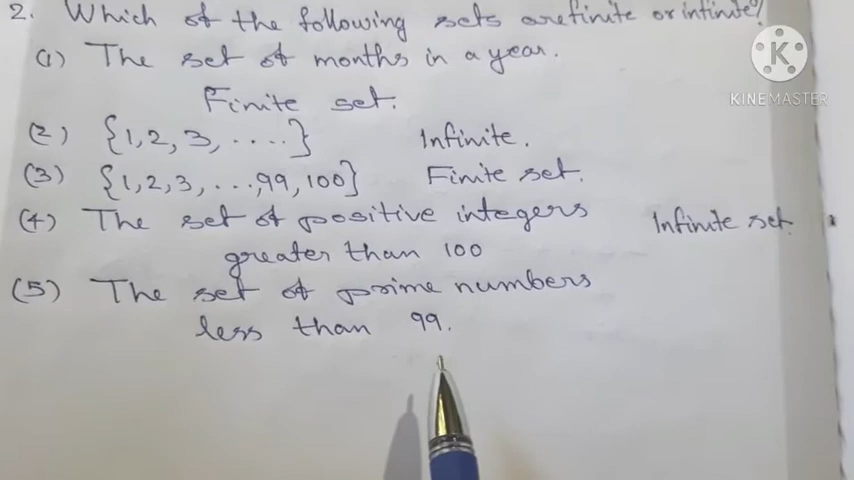 2. Which of the following sets are finite or infinite?
(1) The set of months in a year.
Finite set.
(2) {1, 2, 3, .....} Infinite.
(3) {1, 2, 3, ..., 99, 100} Finite set.
(4) The set of positive integers Infinite set.
greater than 100
(5) The set of prime numbers
less than 99.
K
KINEMASTER